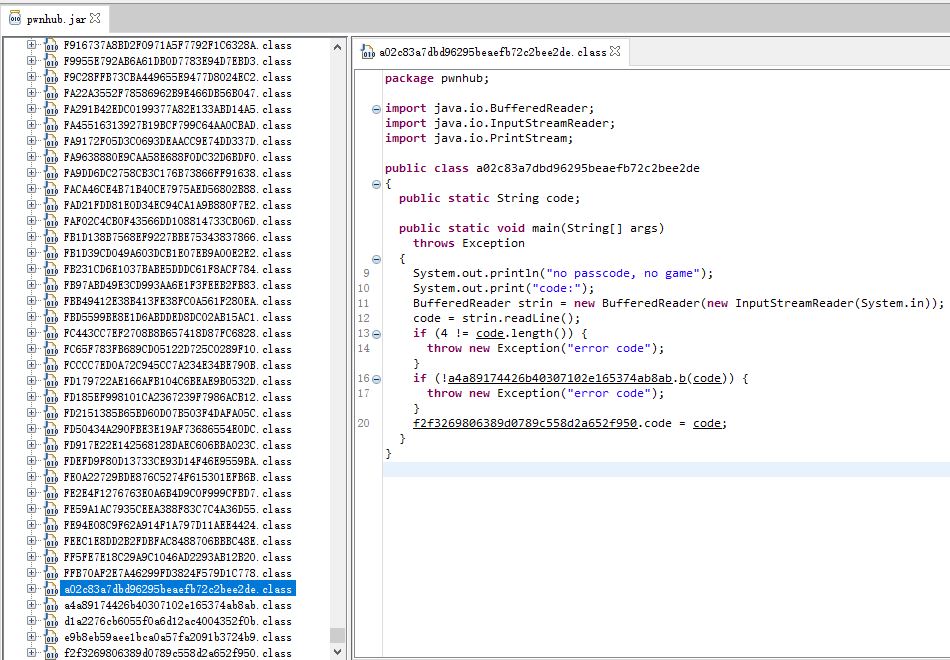 pwnhub.jar
F916737A8BD2F0971A5F7792F1C6328A.class
F9955E792AB6A61DB0D7783E94D7EBD3.class
F9C28FFB73CBA449655E9477D8024EC2.class
FA22A3552F78586962B9E466DB56B047.class
FA291B42EDC0199377A82E133ABD14A5.class
FA45516313927B19BCF799C64AA0CBAD.class
FA9172F05D3C0693DEAACC9E74DD337D.class
FA9638880E9CAA58E688F0DC32D6BDF0.class
FA9DD6DC2758CB3C176B73866FF91638.class
FACA46CE4B71B40CE7975AED56802B88.class
FAD21FDD81E0D34EC94CA1A9B880F7E2.class
FAF02C4CB0F43566DD108814733CB06D.class
FB1D138B7568EF9227BBE75343837866.class
FB1D39CD049A603DCB1E07EB9A00E2E2.class
FB231CD6E1037BABE5DDDC61F8ACF784.class
FB97ABD49E3CD993AA6E1F3FEEB2FB83.class
FBB49412E38B413FE38FC0A561F280EA.class
FBD5599BE8E1D6ABDDED8DC02AB15AC1.class
FC443CC7EF2708B8B657418D87FC6828.class
FC65F783FB689CD05122D725C0289F10.class
FCCCC7ED0A72C945CC7A234E34BE790B.class
FD179722AE166AFB104C6BEAE9B0532D.class
FD185EF998101CA2367239F7986ACB12.class
FD2151385B65BD60D07B503F4DAFA05C.class
FD50434A290FBE3E19AF73686554E0DC.class
FD917E22E142568128DAEC606BBA023C.class
FDEFD9F80D13733CE93D14F46E9559BA.class
FE0A22729BDE876C5274F615301EFB6B.class
FE2E4F1276763E0A6B4D9C0F999CFBD7.class
FE59A1AC7935CEEA388F83C7C4A36D55.class
FE94E08C9F62A914F1A797D11AEE4424.class
FEEC1E8DD2B2FDBFAC8488706BBBC48E.class
FF5FE7E18C29A9C1046AD2293AB12B20.class
FFB70AF2E7A46299FD3824F579D1C778.class
a02c83a7dbd96295beaefb72c2bee2de.class
a4a89174426b40307102e165374ab8ab.class
d1a2276cb6055f0a6d12ac4004352f0b.class
e9b8eb59aee1bca0a57fa2091b3724b9.class
f2f3269806389d0789c558d2a652f950.class
a02c83a7dbd96295beaefb72c2bee2de.class
package pwnhub;
import java.io.BufferedReader;
import java.io.InputStreamReader;
import java.io.PrintStream;
public class a02c83a7dbd96295beaefb72c2bee2de
{
public static String code;
public static void main(String[] args)
throws Exception
{
9 System.out.println("no passcode, no game");
10 System.out.print("code:");
11 BufferedReader strin = new BufferedReader(new InputStreamReader(System.in));
12 code = strin.readLine();
13 if (4 != code.length()) {
14 throw new Exception("error code");
}
16 if (!a4a89174426b40307102e165374ab8ab.b(code)) {
17 throw new Exception("error code");
}
20 f2f3269806389d0789c558d2a652f950.code = code;
}
}